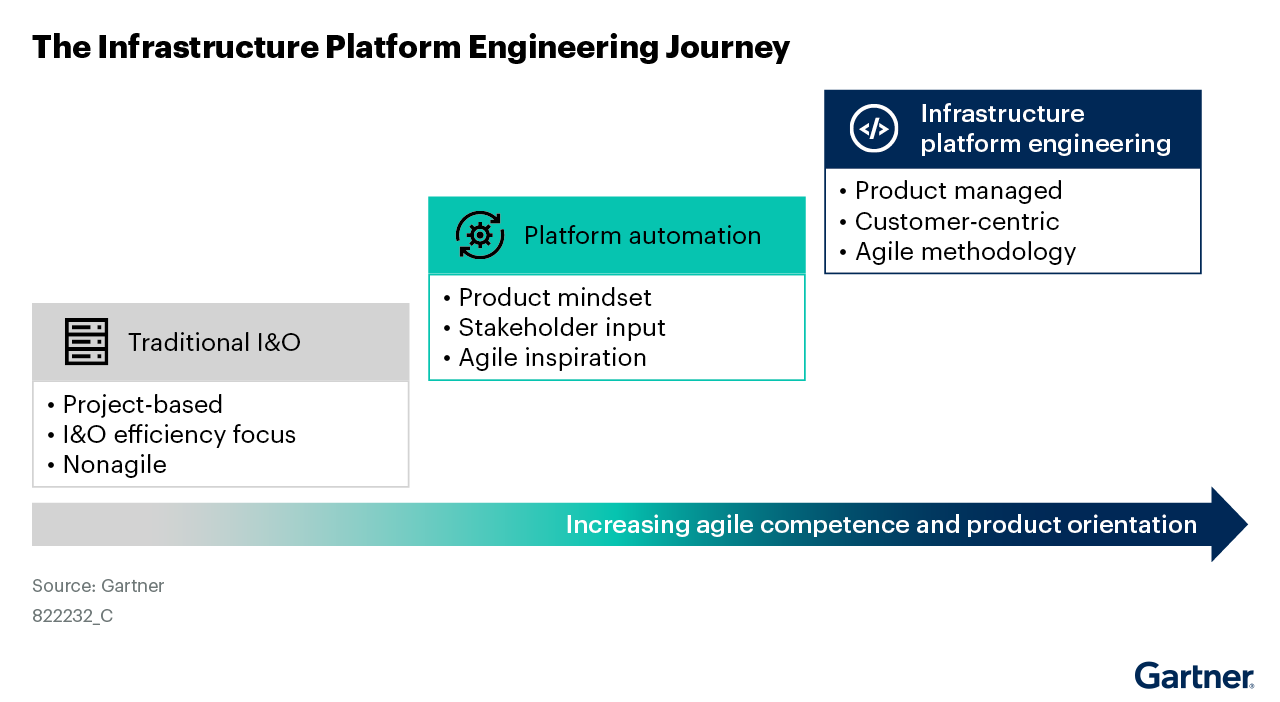 The Infrastructure Platform Engineering Journey
Infrastructure
platform engineering
• Product managed
• Customer-centric
• Agile methodology
Platform automation
• Product mindset
• Stakeholder input
• Agile inspiration
Traditional I&O
• Project-based
• I&O efficiency focus
• Nonagile
Increasing agile competence and product orientation
Source: Gartner
822232_C
Gartner®